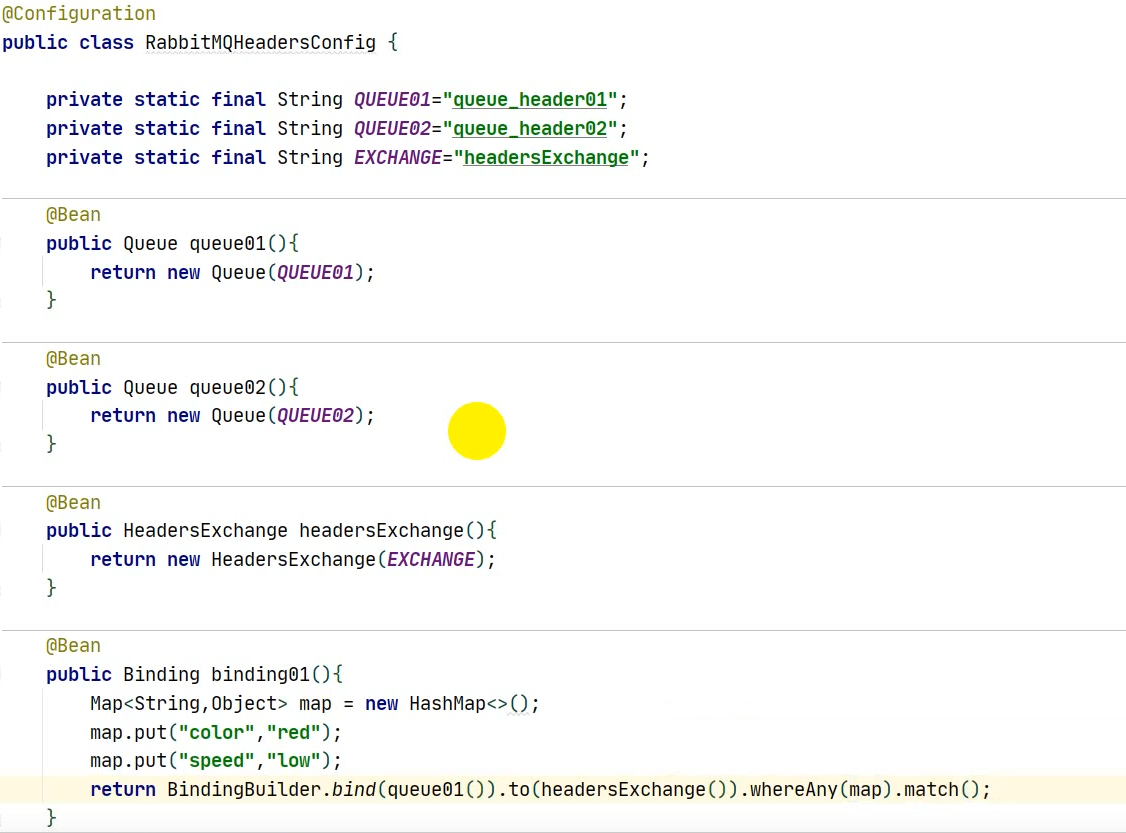 @Configuration
public class RabbitMQHeadersConfig {
private static final String QUEUE01="queue_header01";
private static final String QUEUE02="queue_header02";
private static final String EXCHANGE="headersExchange";
@Bean
public Queue queue01(){
return new Queue(QUEUE01);
}
@Bean
public Queue queue02(){
return new Queue(QUEUE02);
}
@Bean
public HeadersExchange headersExchange(){
return new HeadersExchange(EXCHANGE);
}
@Bean
public Binding binding01(){
Map<String,Object> map = new HashMap<>();
map.put("color","red");
map.put("speed","low");
return BindingBuilder.bind(queue01()).to(headersExchange()).whereAny(map).match();
}